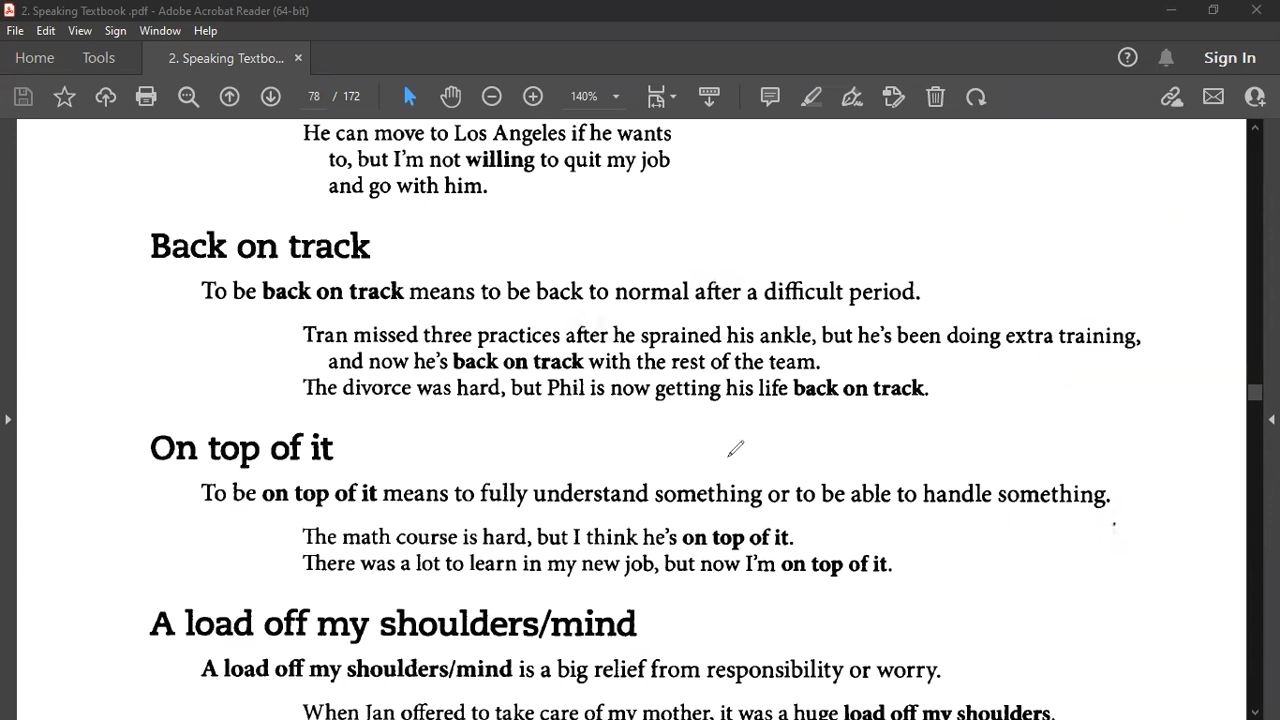 2. Speaking Textbook .pdf - Adobe Acrobat Reader (64-bit)
File Edit View Sign Window Help
Home Tools 2. Speaking Textbo... × Sign In
78 / 172 140%
He can move to Los Angeles if he wants
to, but I'm not willing to quit my job
and go with him.
Back on track
To be back on track means to be back to normal after a difficult period.
Tran missed three practices after he sprained his ankle, but he's been doing extra training,
and now he's back on track with the rest of the team.
The divorce was hard, but Phil is now getting his life back on track.
On top of it
To be on top of it means to fully understand something or to be able to handle something.
The math course is hard, but I think he's on top of it.
There was a lot to learn in my new job, but now I'm on top of it.
A load off my shoulders/mind
A load off my shoulders/mind is a big relief from responsibility or worry.
When Jan offered to take care of my mother, it was a huge load off my shoulders.